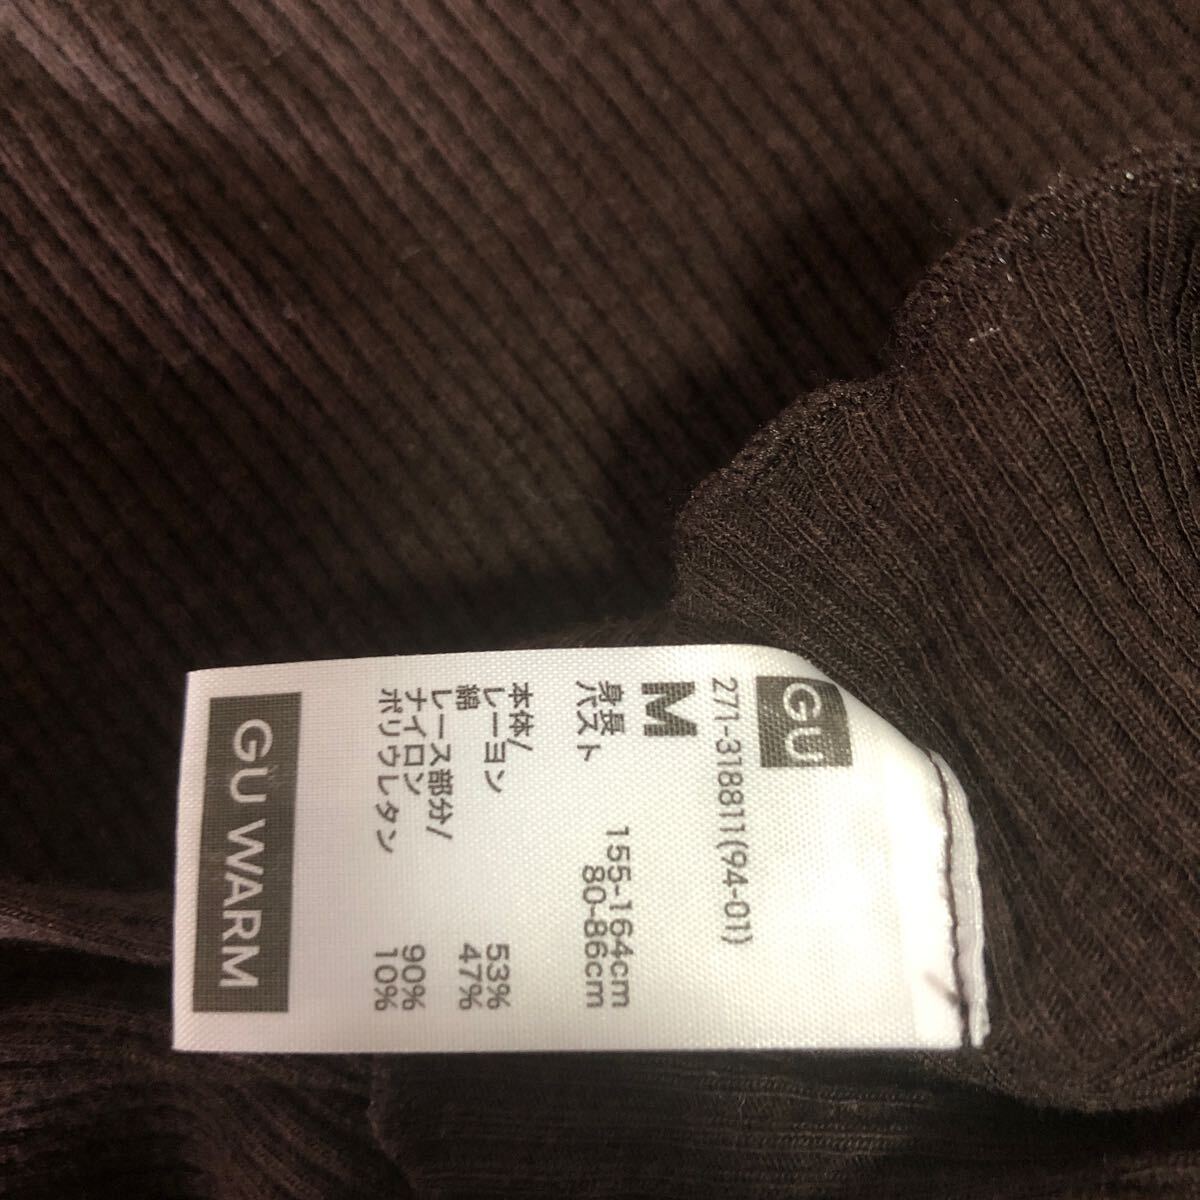 GU
271-318811(94-01)
M
身長 155-164cm
バスト 80-86cm
本体/
レーヨン 53%
綿 47%
レース部分/
ナイロン 90%
ポリウレタン 10%
GU WARM